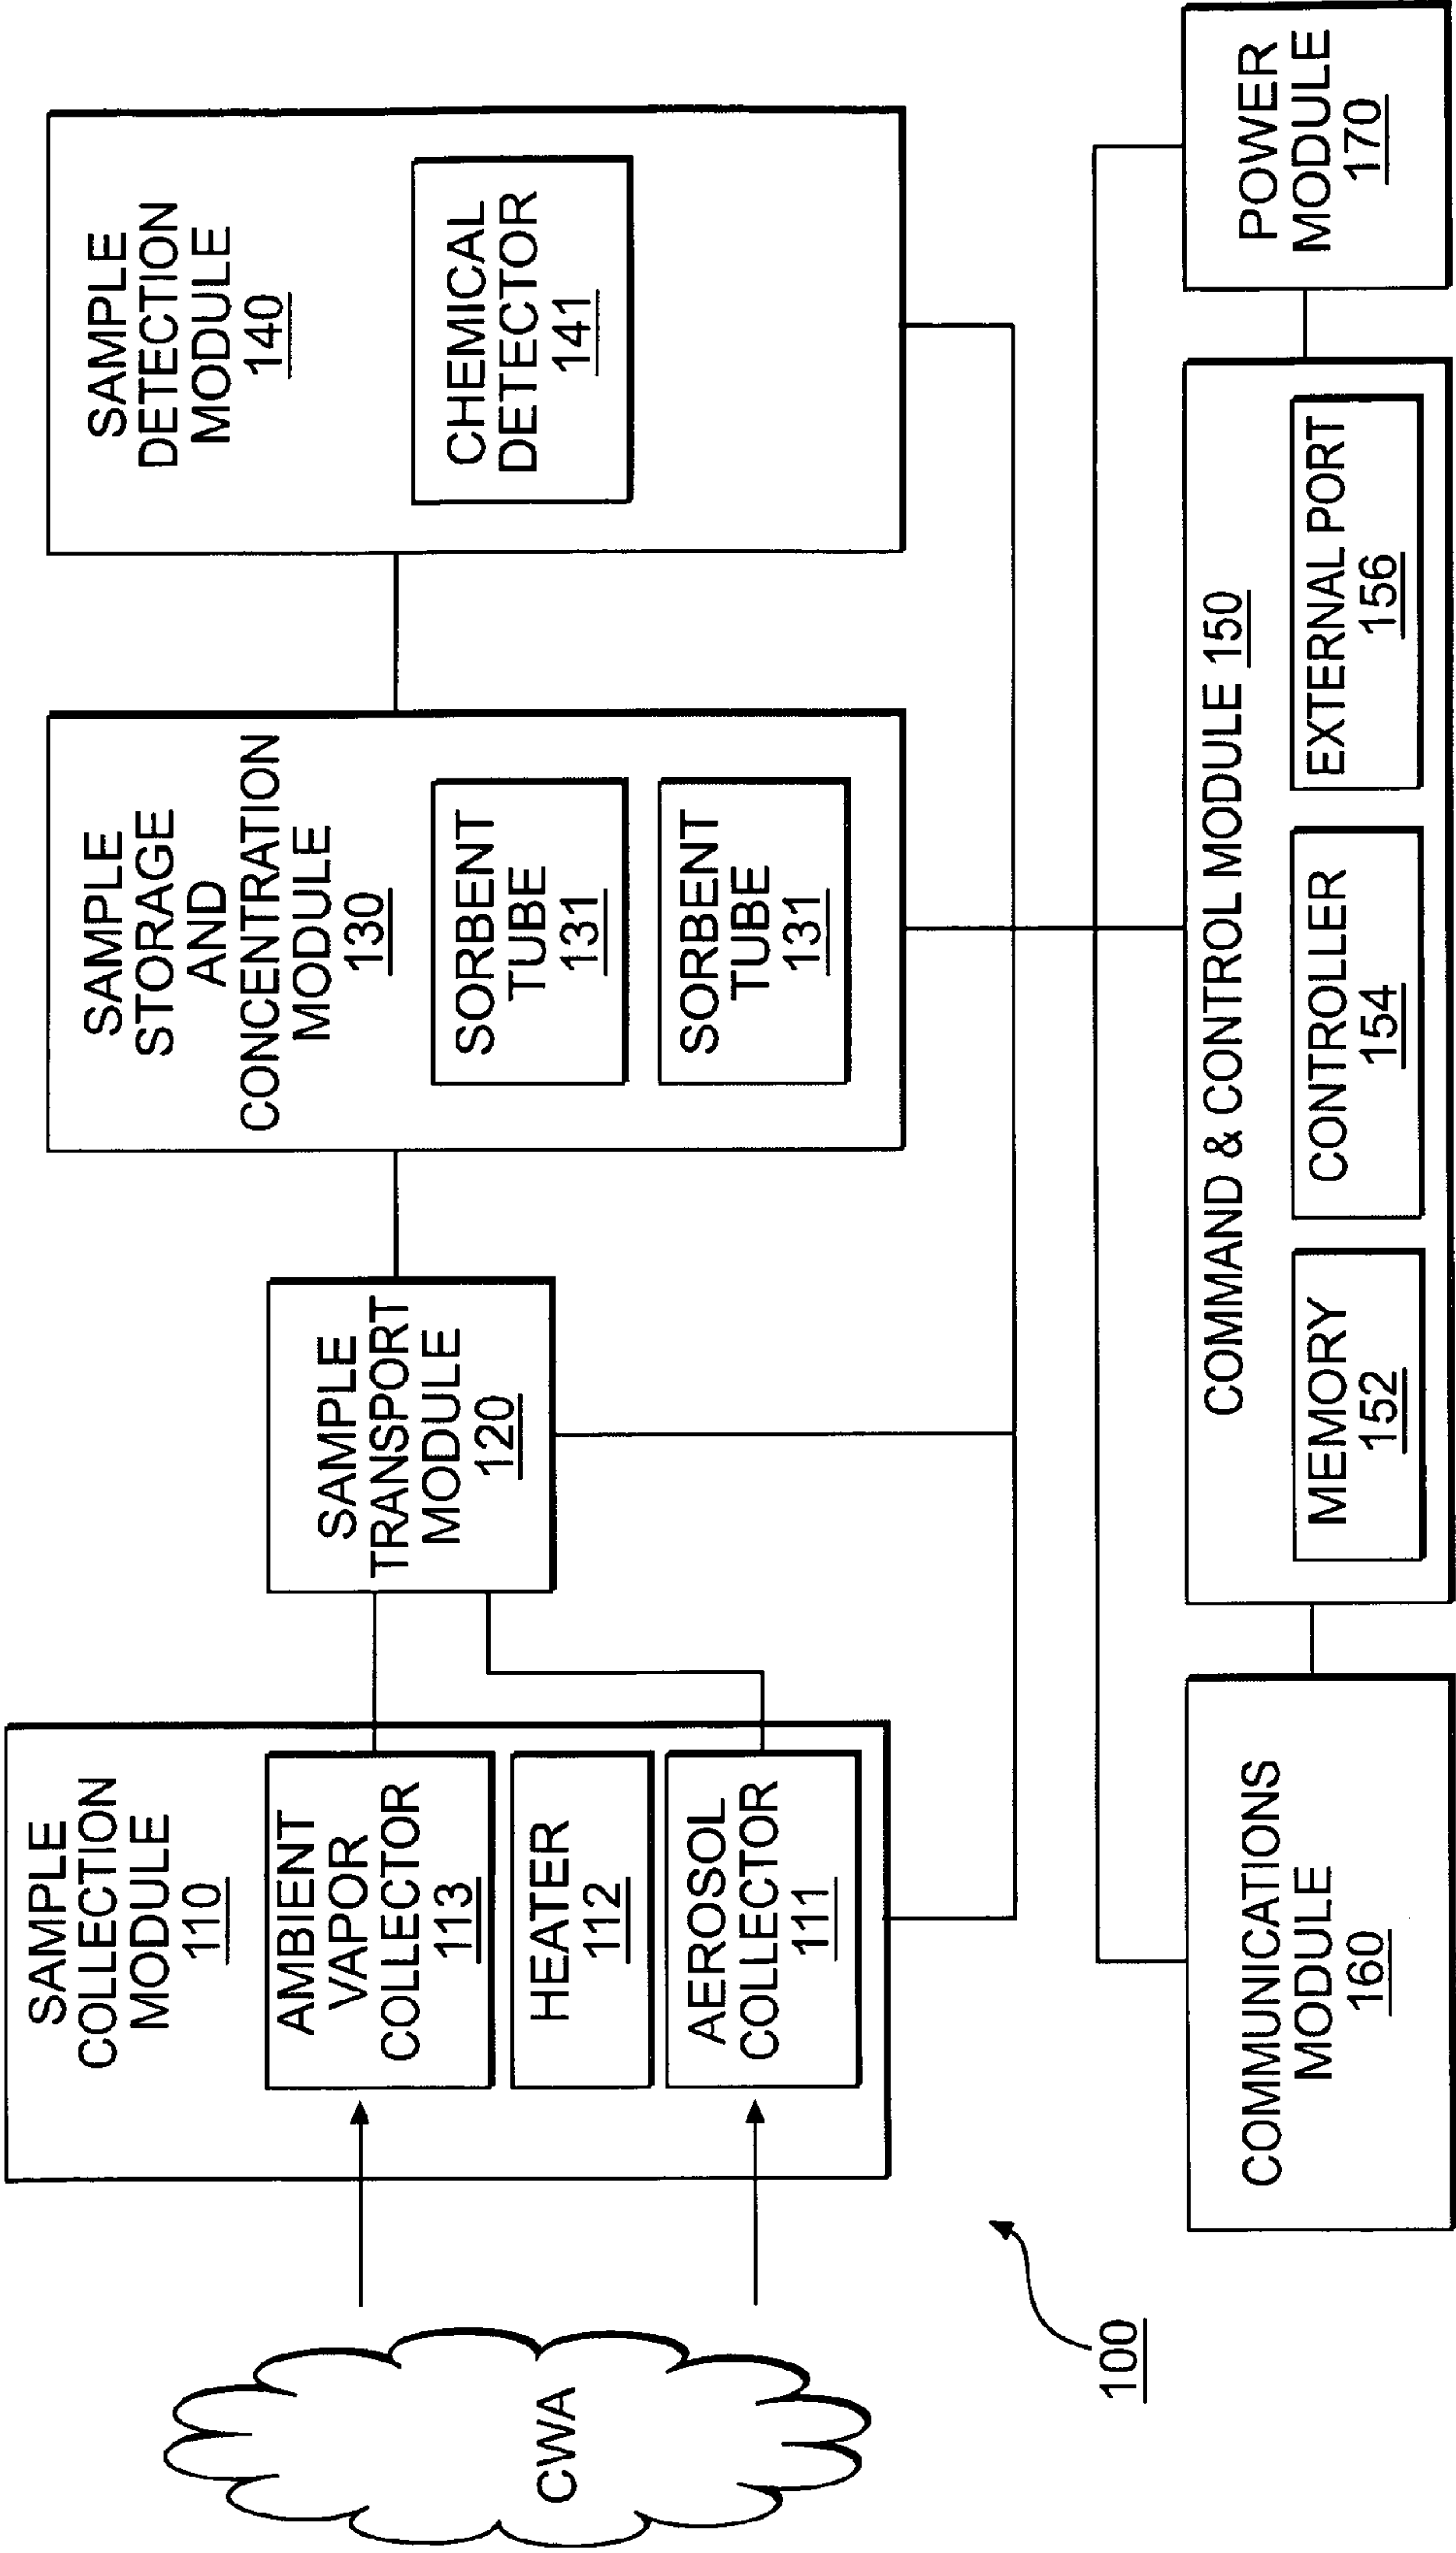 CWA
SAMPLE
COLLECTION
MODULE
110
AMBIENT
VAPOR
COLLECTOR
113
HEATER
112
AEROSOL
COLLECTOR
111
SAMPLE
TRANSPORT
MODULE
120
SAMPLE
STORAGE
AND
CONCENTRATION
MODULE
130
SORBENT
TUBE
131
SORBENT
TUBE
131
SAMPLE
DETECTION
MODULE
140
CHEMICAL
DETECTOR
141
100
COMMUNICATIONS
MODULE
160
COMMAND & CONTROL MODULE 150
MEMORY
152
CONTROLLER
154
EXTERNAL PORT
156
POWER
MODULE
170